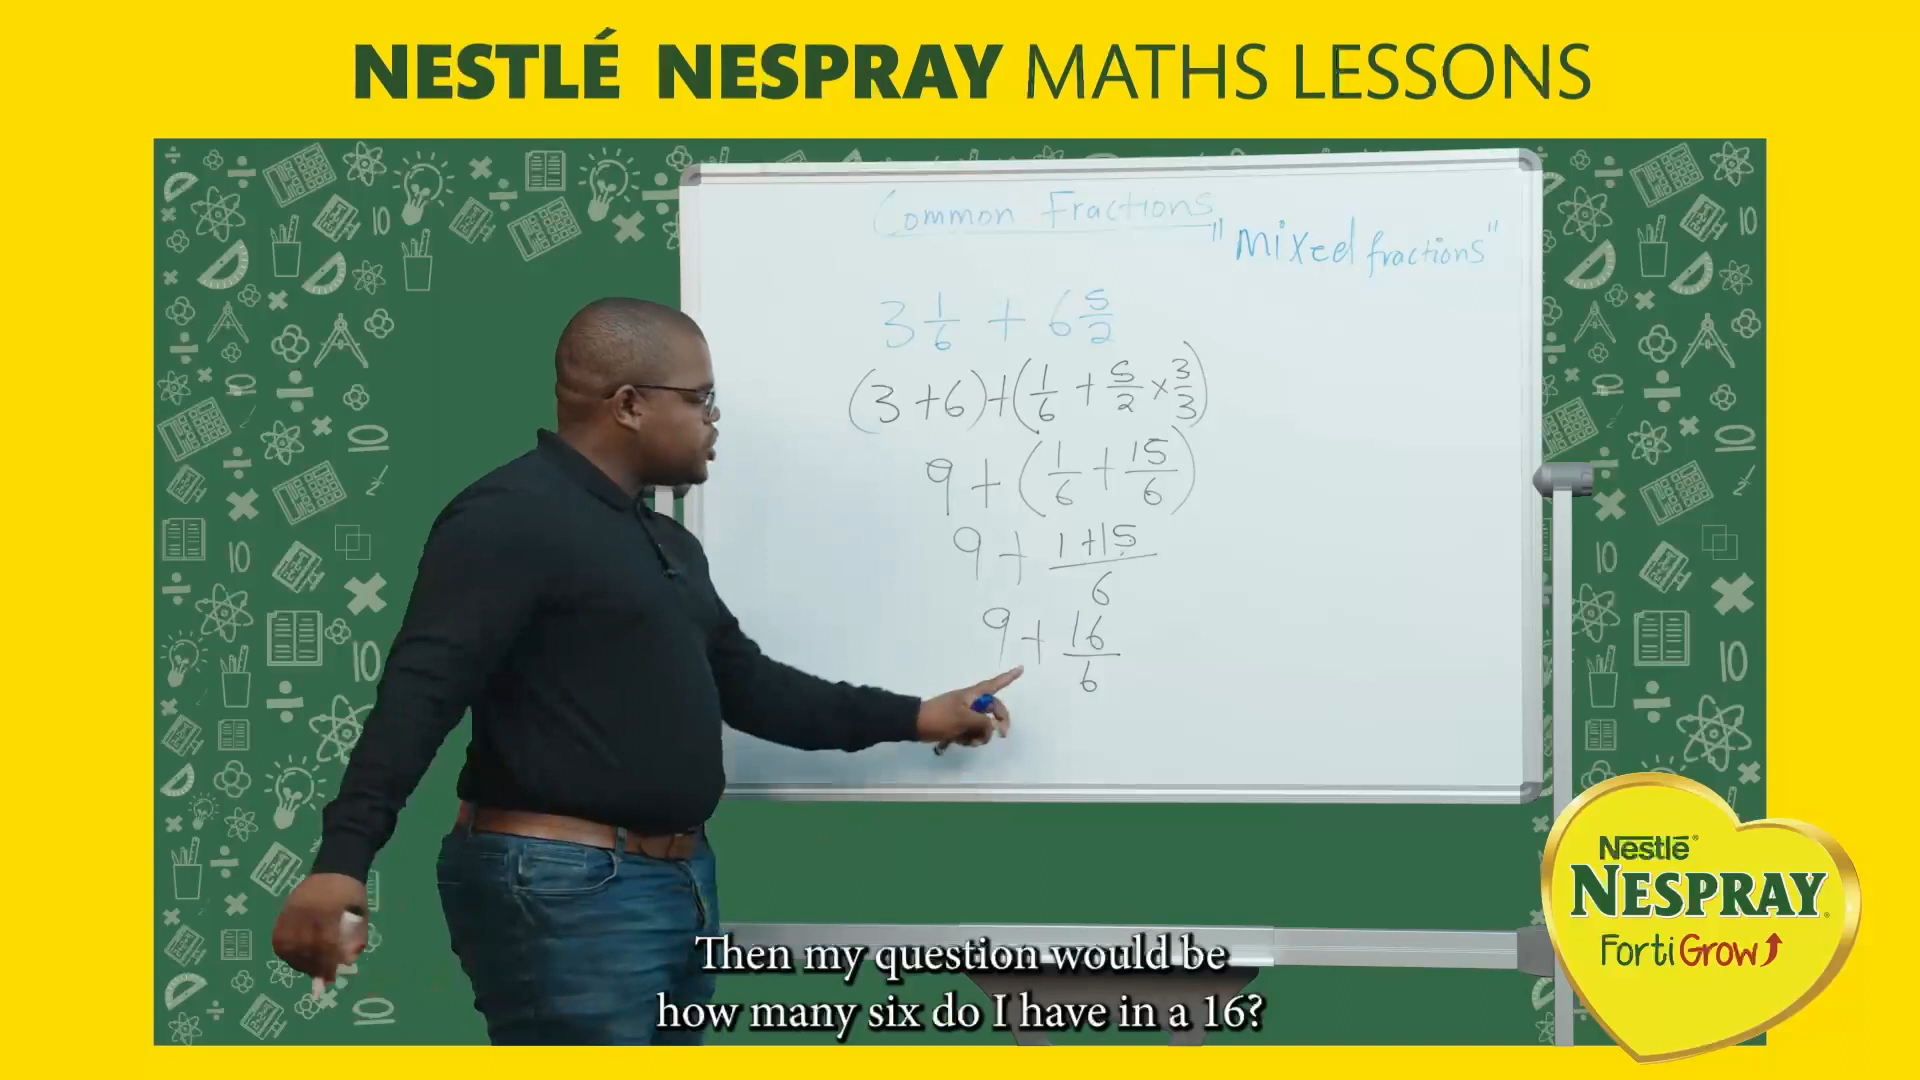 NESTLÉ NESPRAY MATHS LESSONS
Common Fractions
"mixed fractions"
3 1/6 + 6 5/2
(3+6)+(1/6 + 5/2 × 3/3)
9 + (1/6 + 15/6)
9 + 1+15/6
9 + 16/6
Nestlé
NESPRAY
FortiGrow
Then my question would be
how many six do I have in a 16?